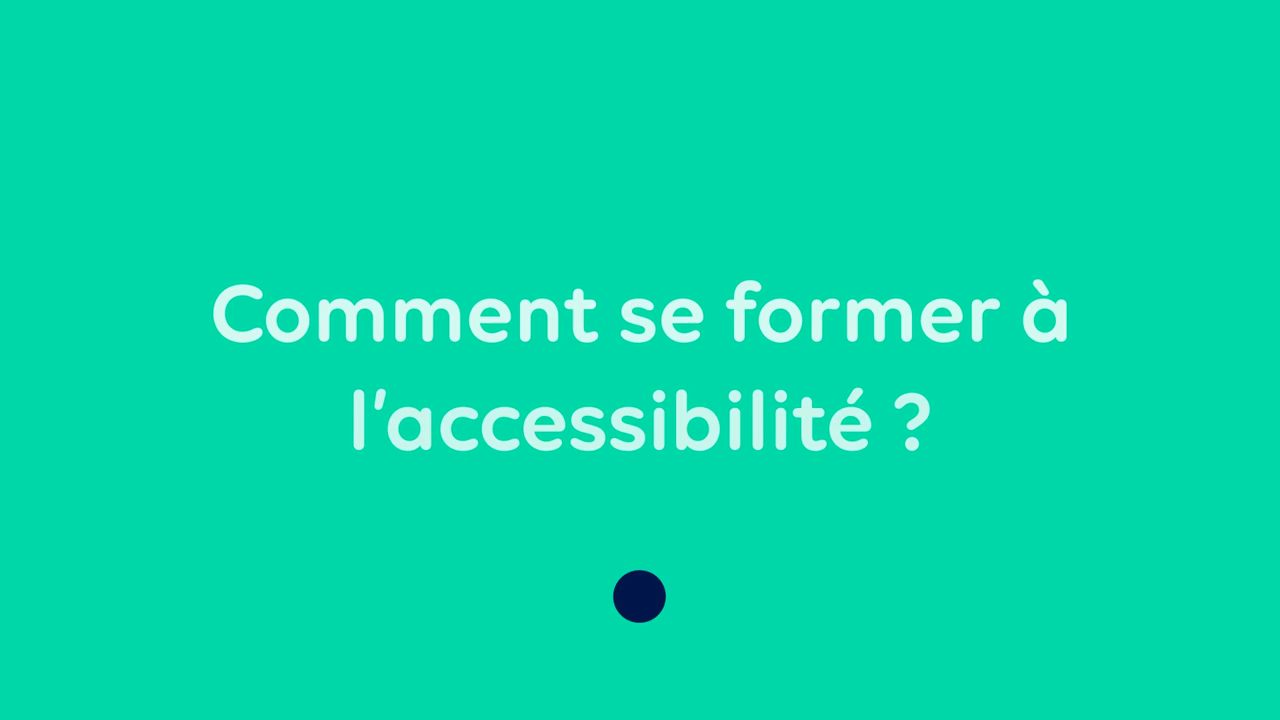 Comment se former à
l'accessibilité ?